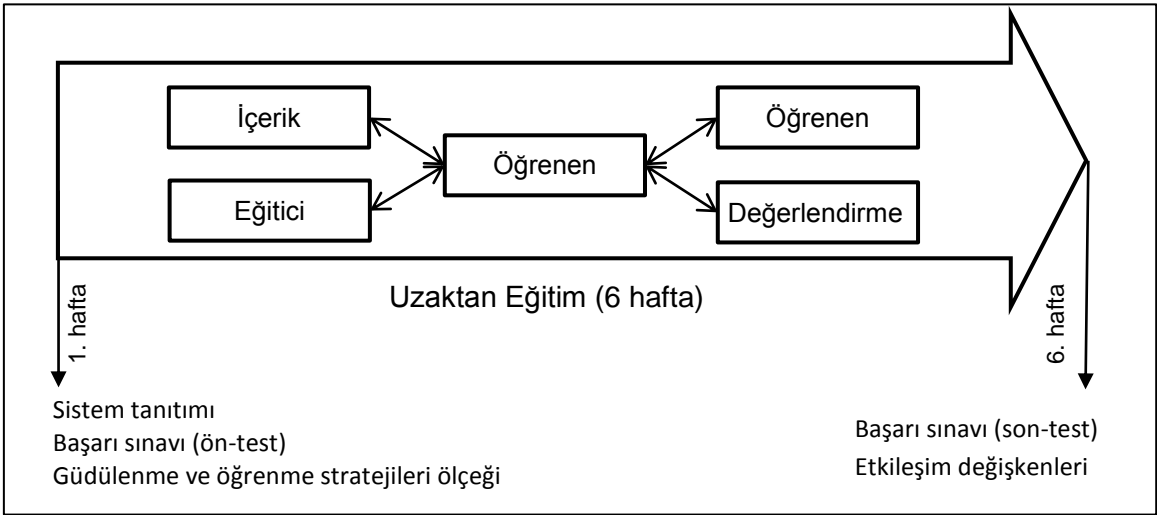 İçerik
Öğrenen
Öğrenen
Eğitici
Değerlendirme
Uzaktan Eğitim (6 hafta)
1. hafta
6. hafta
Sistem tanıtımı
Başarı sınavı (ön-test)
Güdülenme ve öğrenme stratejileri ölçeği
Başarı sınavı (son-test)
Etkileşim değişkenleri